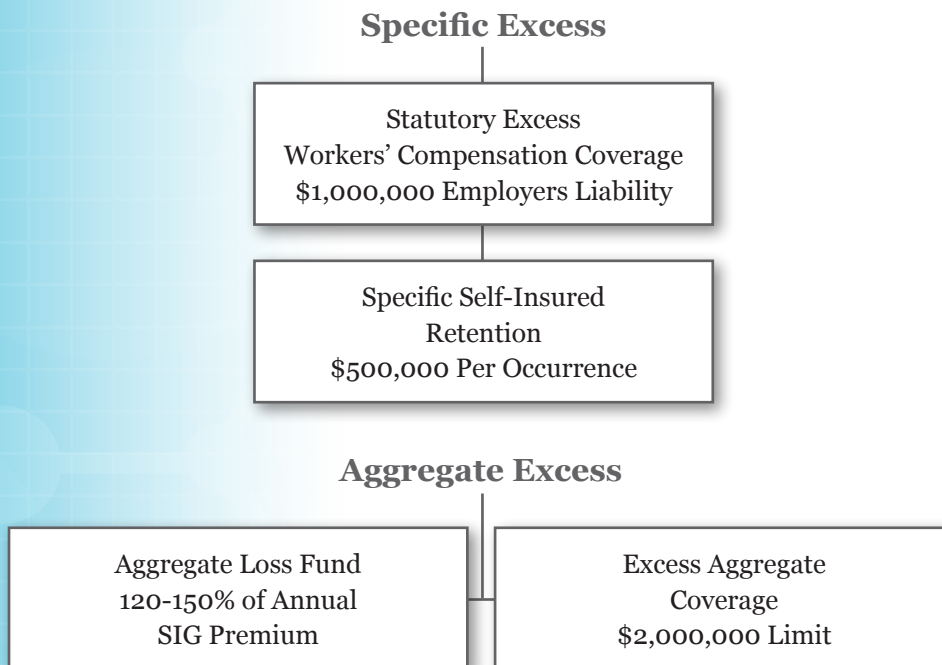 Specific Excess
Statutory Excess
Workers’ Compensation Coverage
$1,000,000 Employers Liability
Specific Self-Insured
Retention
$500,000 Per Occurrence
Aggregate Excess
Aggregate Loss Fund
120-150% of Annual
SIG Premium
Excess Aggregate
Coverage
$2,000,000 Limit